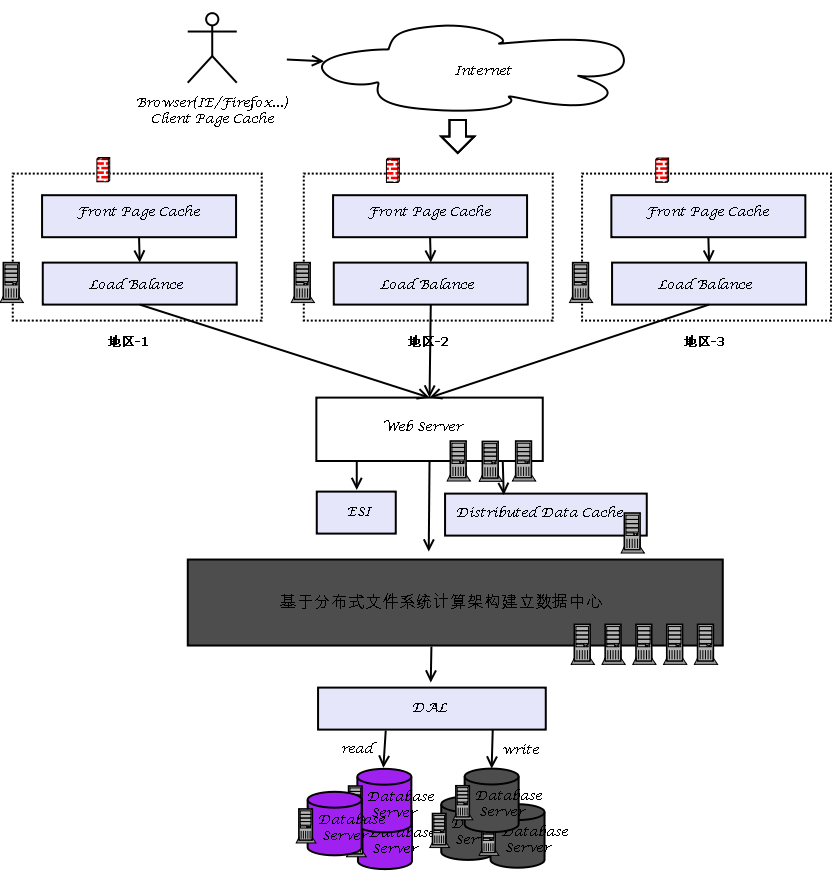 Internet
Browser(IE/Firefox...)
Client Page Cache
Front Page Cache
Front Page Cache
Front Page Cache
Load Balance
Load Balance
Load Balance
地区-1
地区-2
地区-3
Web Server
ESI
Distributed Data Cache
基于分布式文件系统计算架构建立数据中心
DAL
read
write
Database
Server
Database
Server
Database
Server
Database
Server
Database
Server